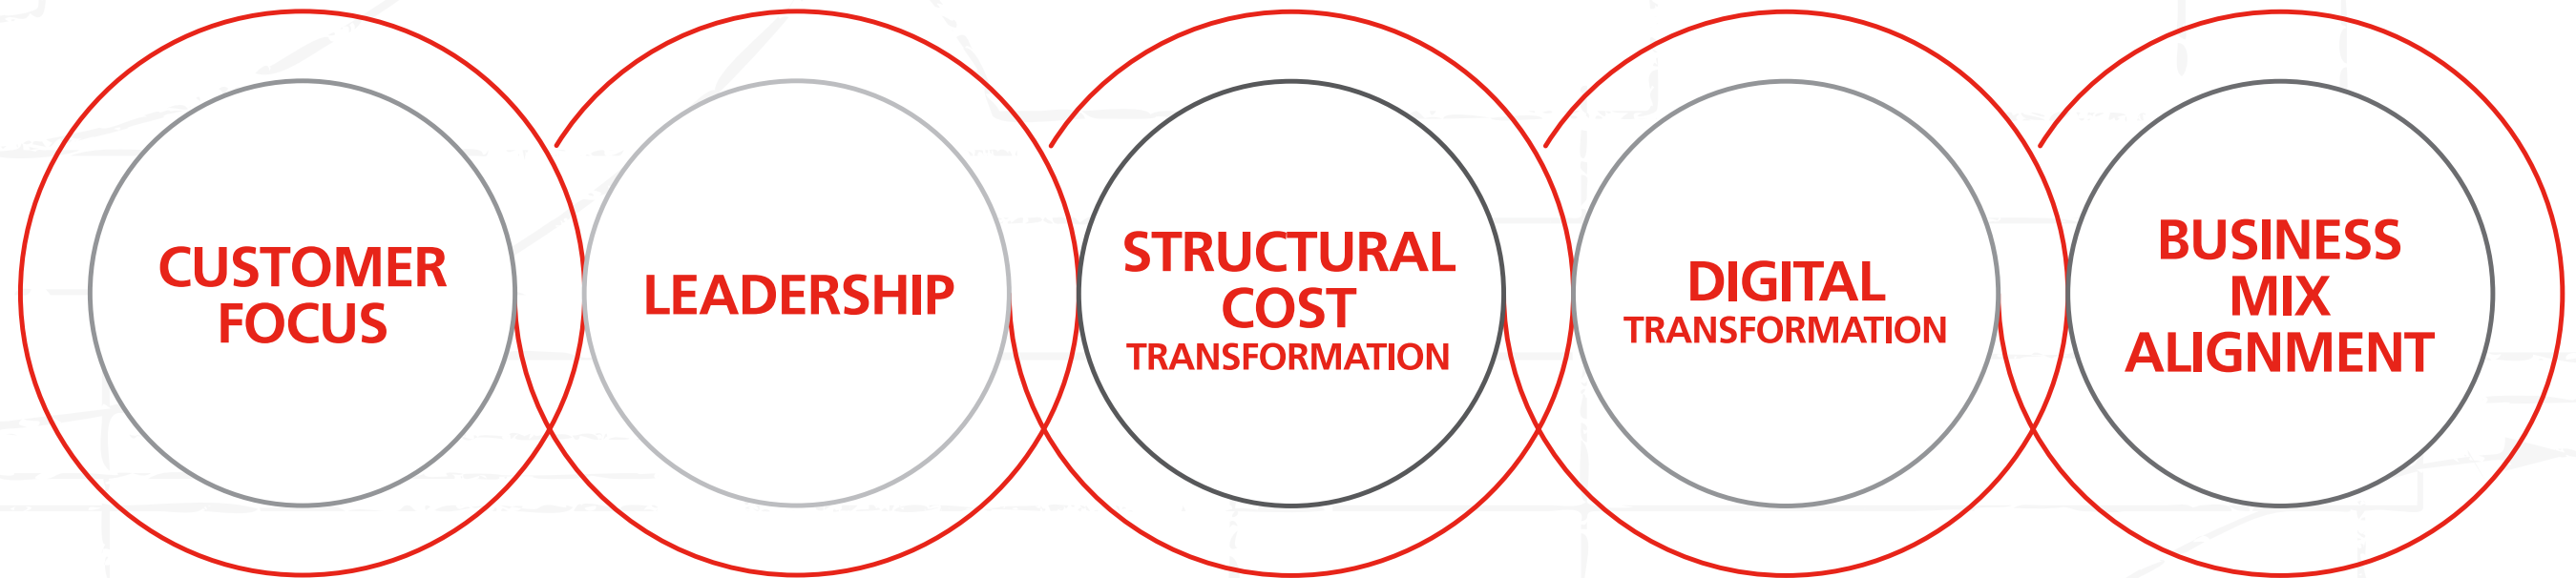 CUSTOMER
FOCUS
LEADERSHIP
STRUCTURAL
COST
TRANSFORMATION
DIGITAL
TRANSFORMATION
BUSINESS
MIX
ALIGNMENT